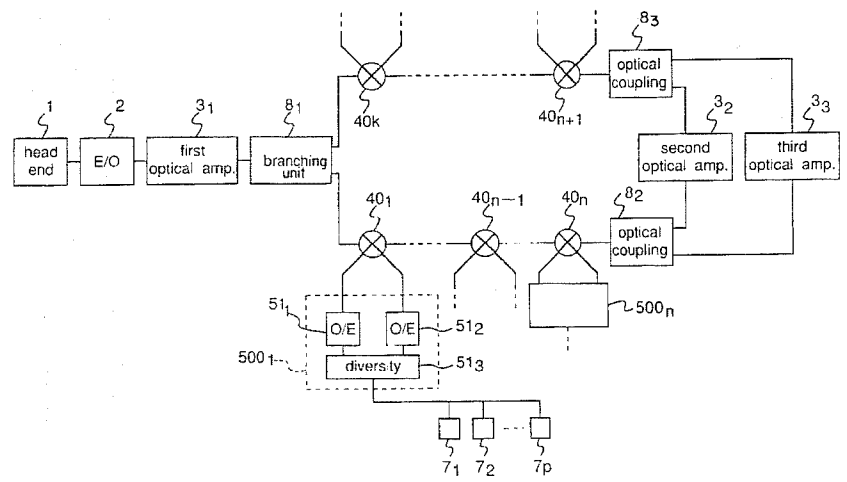 8₃
optical
coupling
40ₖ
40ₙ₊₁
1
2
3₁
8₁
3₂
3₃
head
end
E/O
first
optical amp.
branching
unit
second
optical amp.
third
optical amp.
40₁
40ₙ₋₁
40ₙ
8₂
optical
coupling
51₁
O/E
O/E
51₂
500ₙ
500₁
diversity
51₃
7₁
7₂
7ₚ